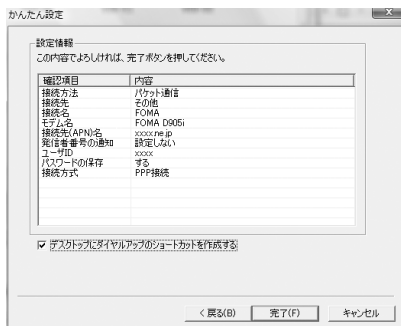 かんたん設定
設定情報
この内容でよろしければ、完了ボタンを押してください。
確認項目 内容
接続方法 パケット通信
接続先 その他
接続名 FOMA
モデム名 FOMA D905i
接続先(APN)名 xxxx.ne.jp
発信者番号の通知 設定しない
ユーザID xxxx
パスワードの保存 する
接続方式 PPP接続
デスクトップにダイヤルアップのショートカットを作成する
< 戻る(B) 完了(F) キャンセル